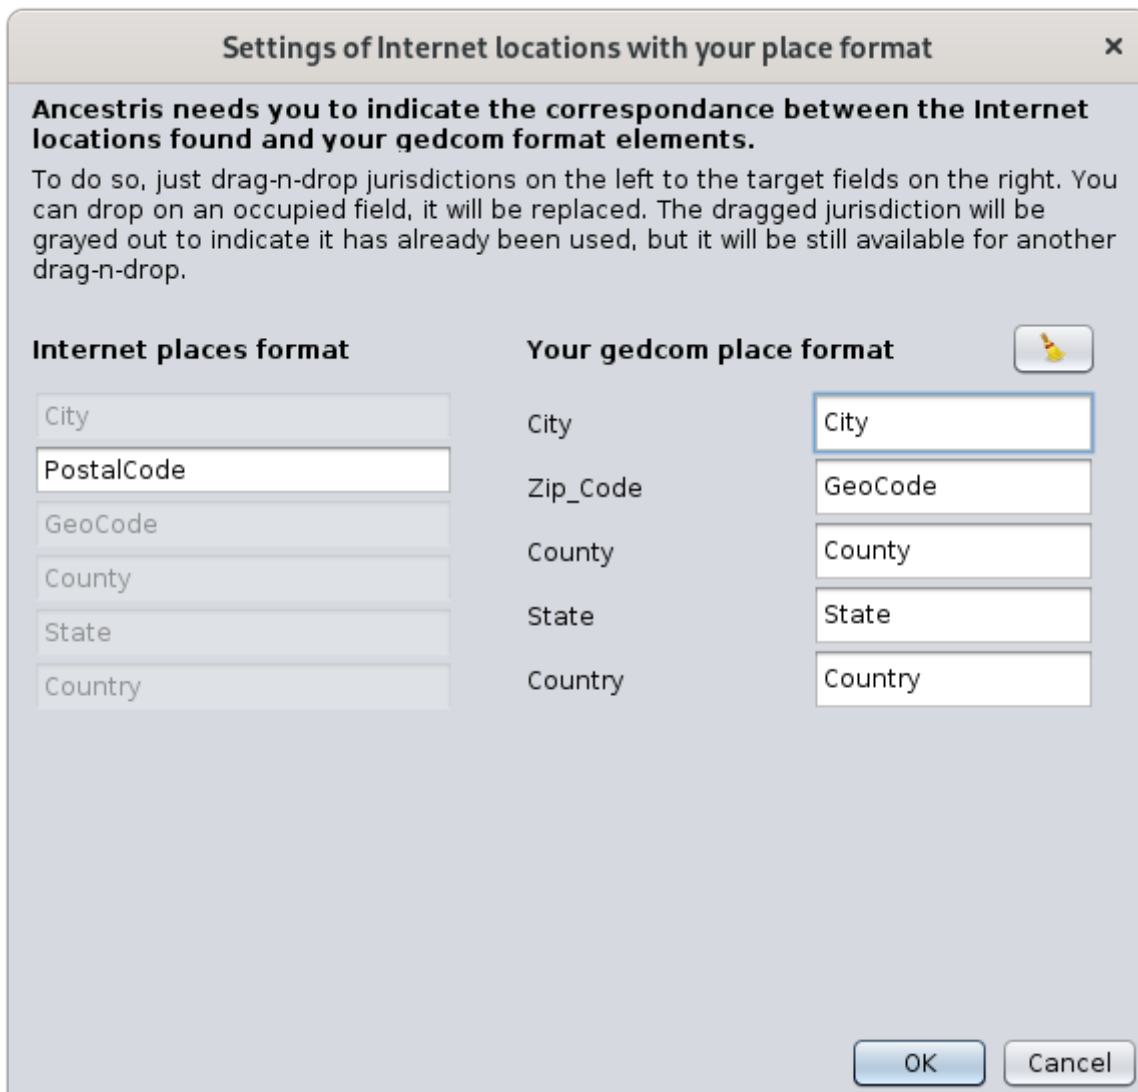 Settings of Internet locations with your place format ×
Ancestris needs you to indicate the correspondance between the Internet
locations found and your gedcom format elements.
To do so, just drag-n-drop jurisdictions on the left to the target fields on the right. You
can drop on an occupied field, it will be replaced. The dragged jurisdiction will be
grayed out to indicate it has already been used, but it will be still available for another
drag-n-drop.
Internet places format
City
PostalCode
GeoCode
County
State
Country
Your gedcom place format
City City
Zip_Code GeoCode
County County
State State
Country Country
OK Cancel